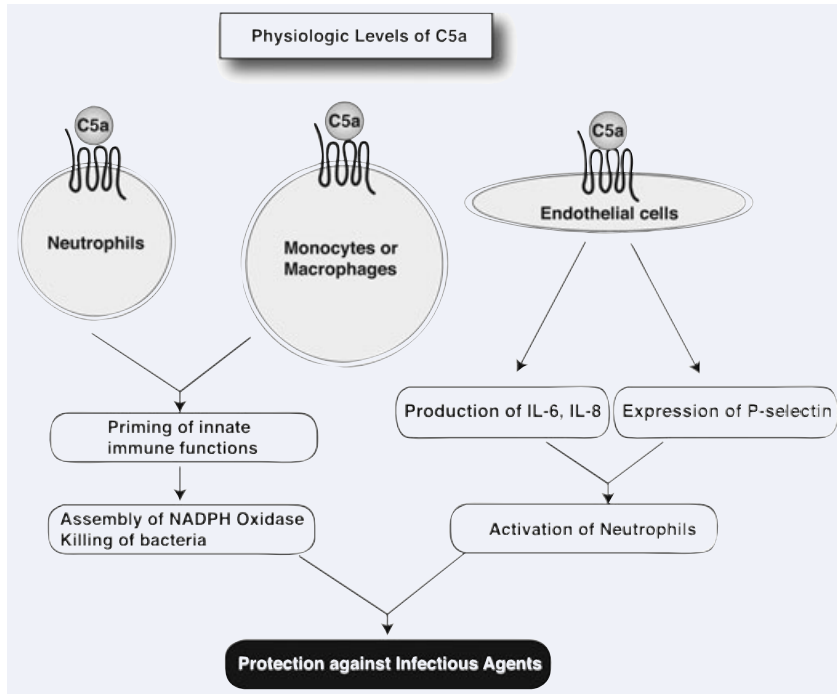 Physiologic Levels of C5a
C5a
C5a
C5a
Neutrophils
Monocytes or
Macrophages
Endothelial cells
Production of IL-6, IL-8
Expression of P-selectin
Priming of innate
immune functions
Assembly of NADPH Oxidase
Killing of bacteria
Activation of Neutrophils
Protection against Infectious Agents